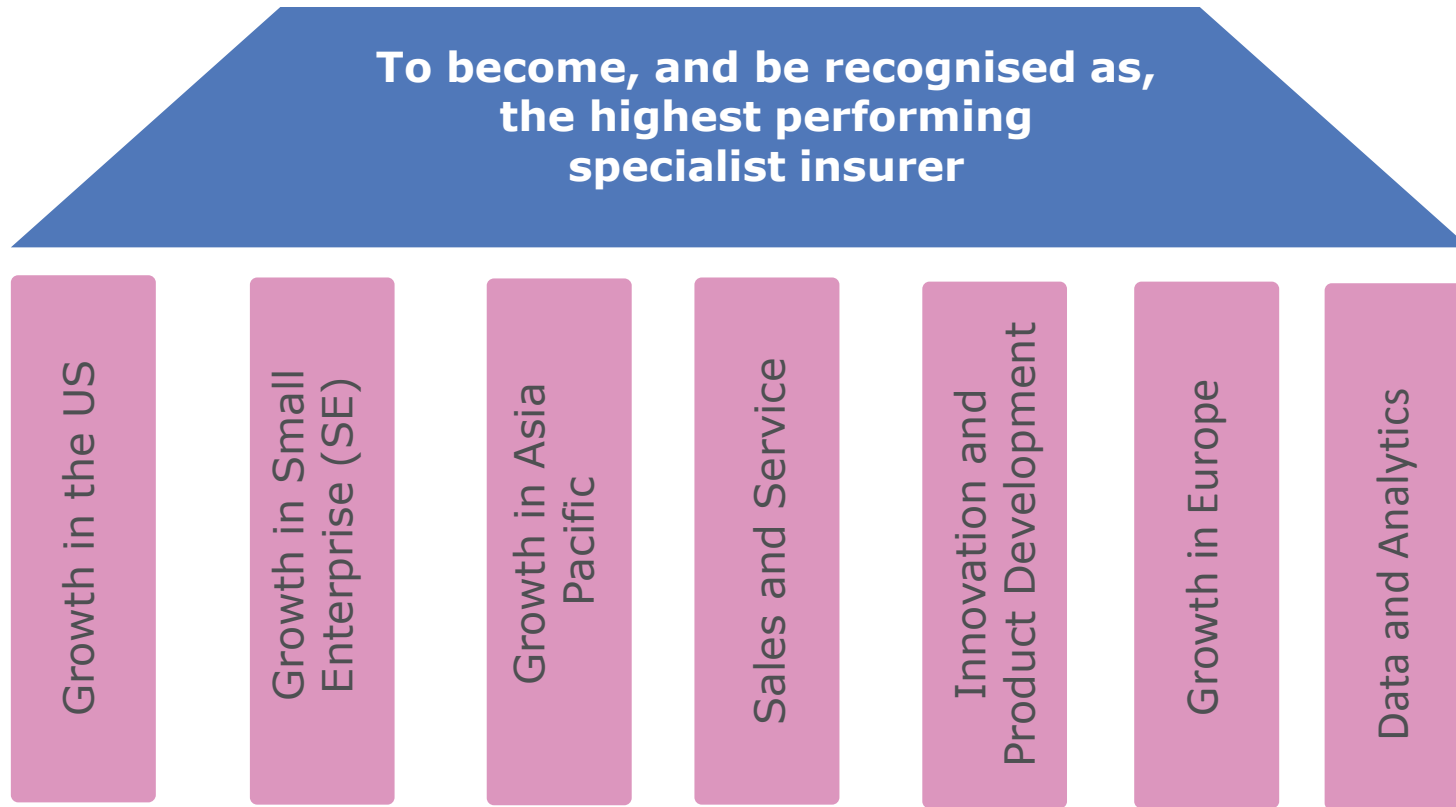 To become, and be recognised as,
the highest performing
specialist insurer
Growth in the US
Growth in Small
Enterprise (SE)
Growth in Asia
Pacific
Sales and Service
Innovation and
Product Development
Growth in Europe
Data and Analytics